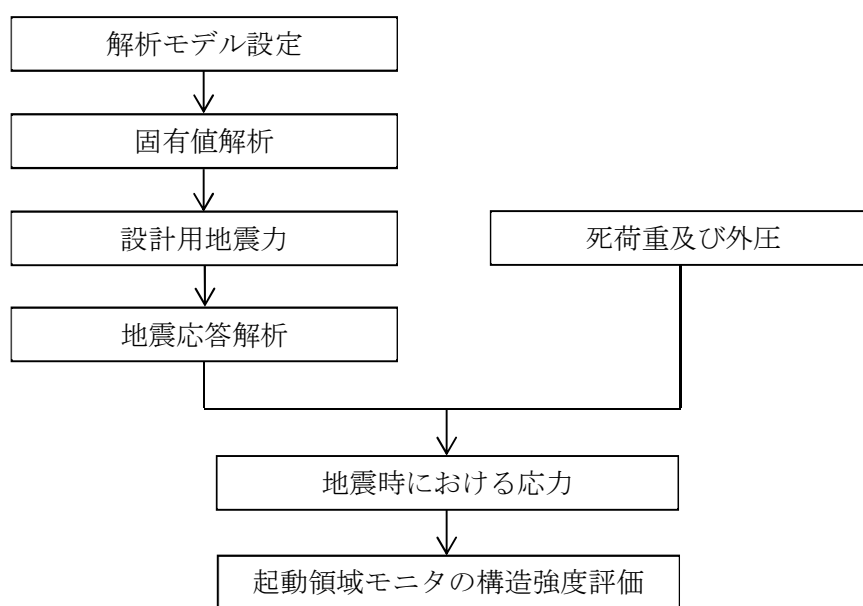 解析モデル設定
固有値解析
設計用地震力
死荷重及び外圧
地震応答解析
地震時における応力
起動領域モニタの構造強度評価